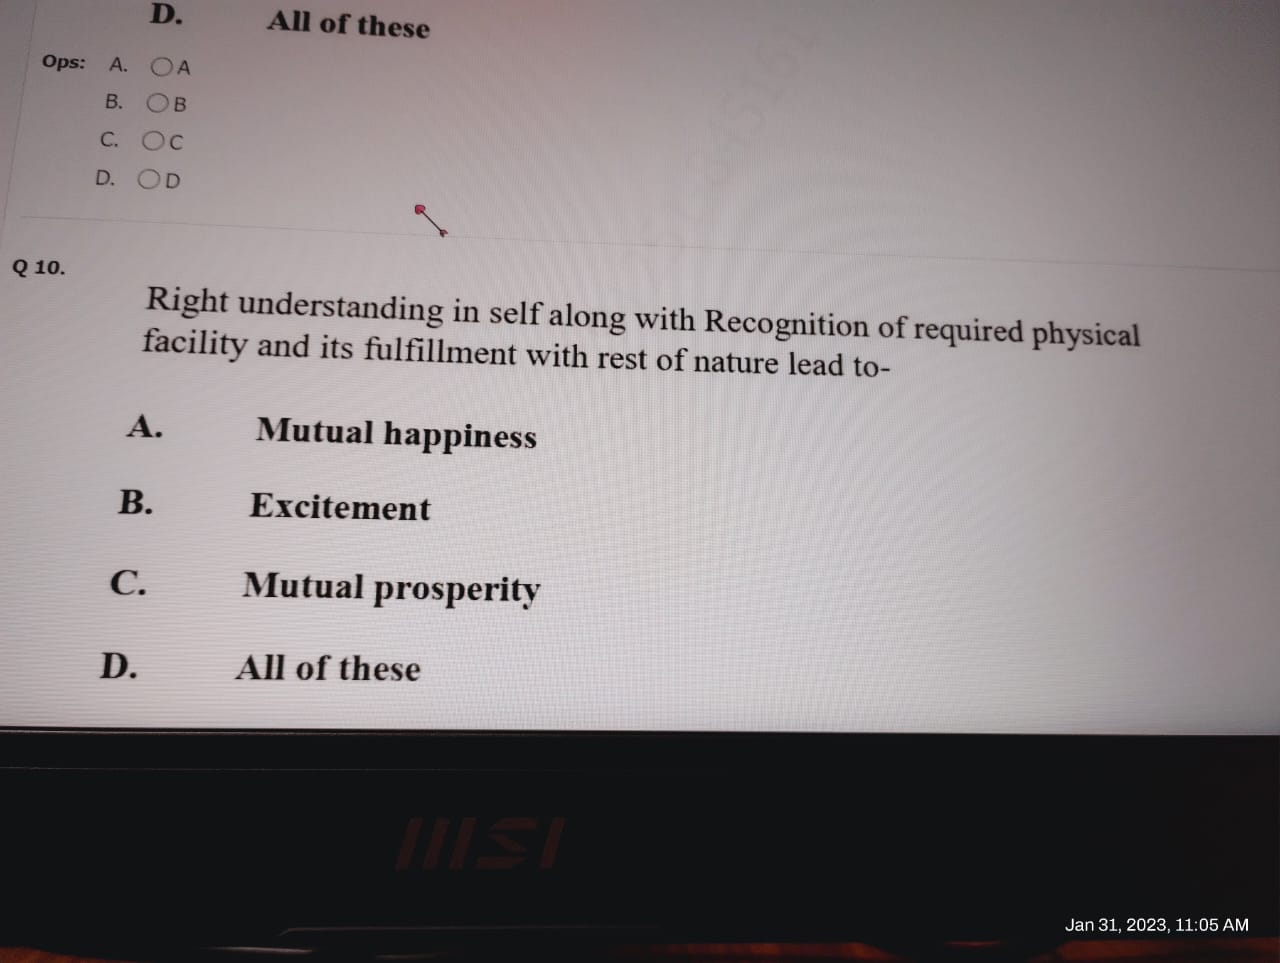 D. All of these
Ops: A. A
B. B
C. C
D. D
Q 10.
Right understanding in self along with Recognition of required physical
facility and its fulfillment with rest of nature lead to-
A. Mutual happiness
B. Excitement
C. Mutual prosperity
D. All of these
msi
Jan 31, 2023, 11:05 AM